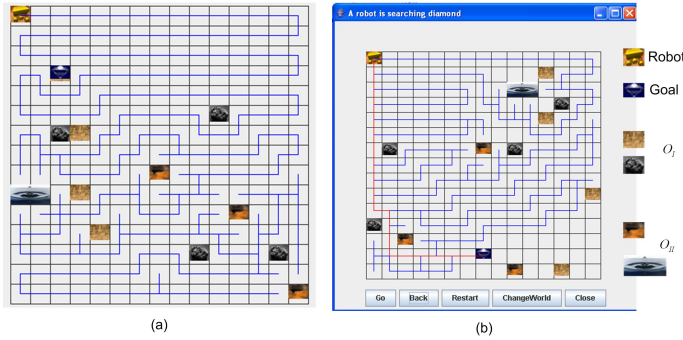 A robot is searching diamond
Robot
Goal
O_I
O_II
Go
Back
Restart
ChangeWorld
Close
(a)
(b)